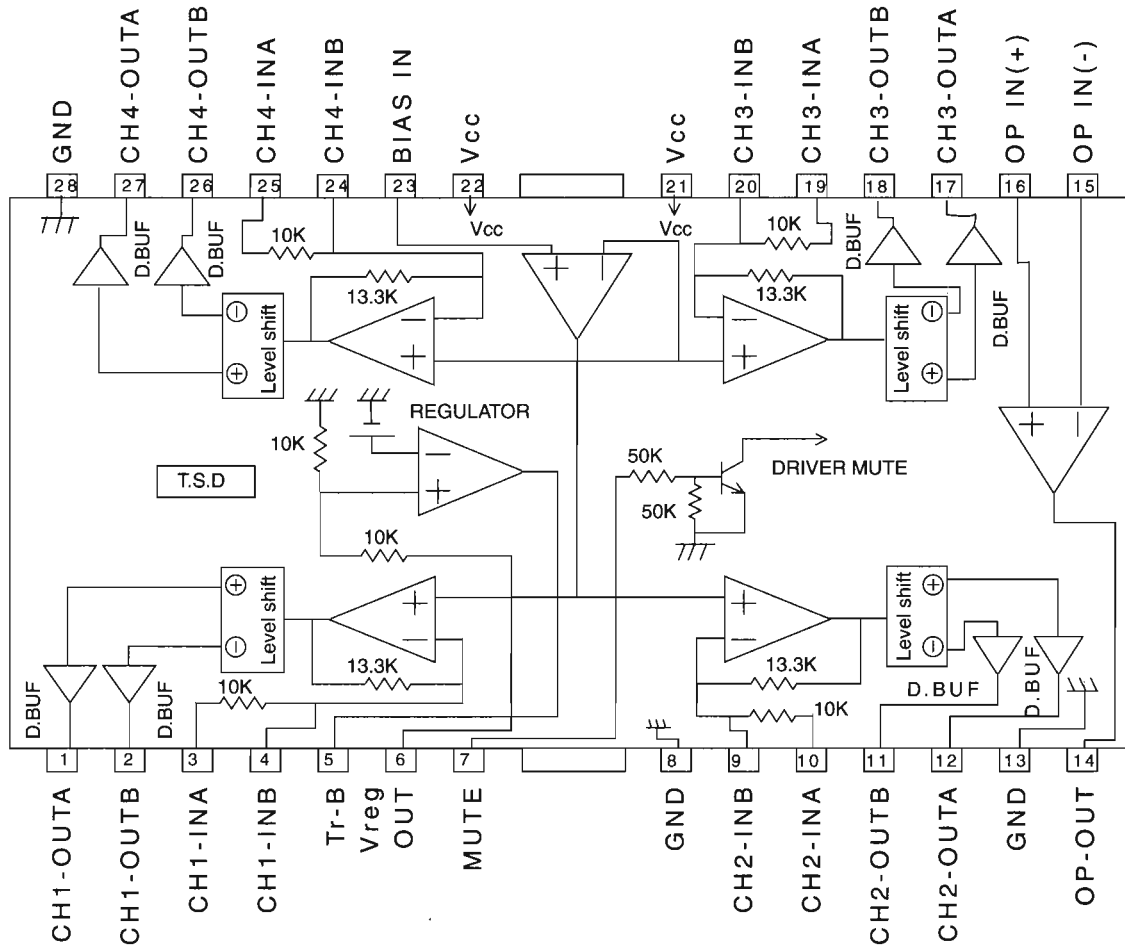 GND
CH4-OUTA
CH4-OUTB
CH4-INA
CH4-INB
BIAS IN
Vcc
Vcc
CH3-INB
CH3-INA
CH3-OUTB
CH3-OUTA
OP IN(+)
OP IN(-)
28
27
26
25
24
23
22
21
20
19
18
17
16
15
Vcc
Vcc
D.BUF
D.BUF
10K
13.3K
10K
13.3K
D.BUF
D.BUF
Level shift
Level shift
REGULATOR
10K
T.S.D
50K
50K
DRIVER MUTE
10K
Level shift
Level shift
13.3K
10K
13.3K
10K
D.BUF
D.BUF
D.BUF
D.BUF
1
2
3
4
5
6
7
8
9
10
11
12
13
14
CH1-OUTA
CH1-OUTB
CH1-INA
CH1-INB
Tr-B
Vreg
OUT
MUTE
GND
CH2-INB
CH2-INA
CH2-OUTB
CH2-OUTA
GND
OP-OUT